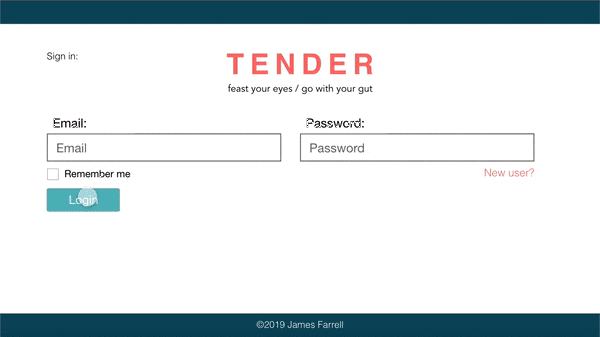 Sign in:
TENDER
feast your eyes / go with your gut
Email:
Password:
Email
Password
Remember me
New user?
Login
©2019 James Farrell